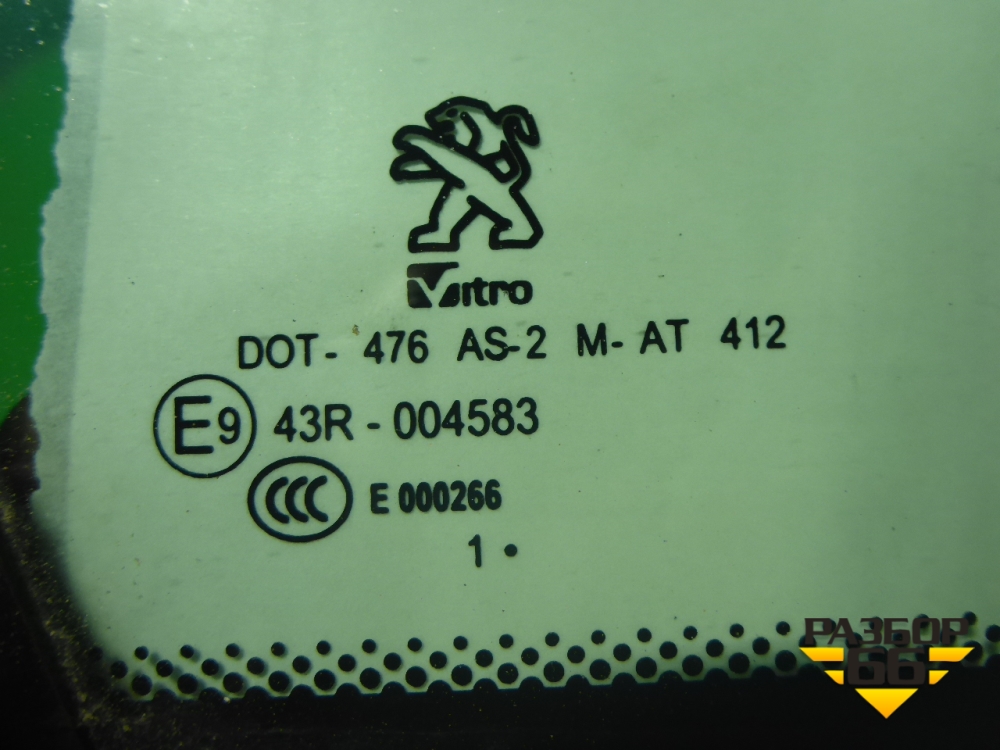 Vitro
DOT- 476 AS-2 M- AT 412
E9 43R - 004583
CCC E 000266
1 •
РАЗБОР
66